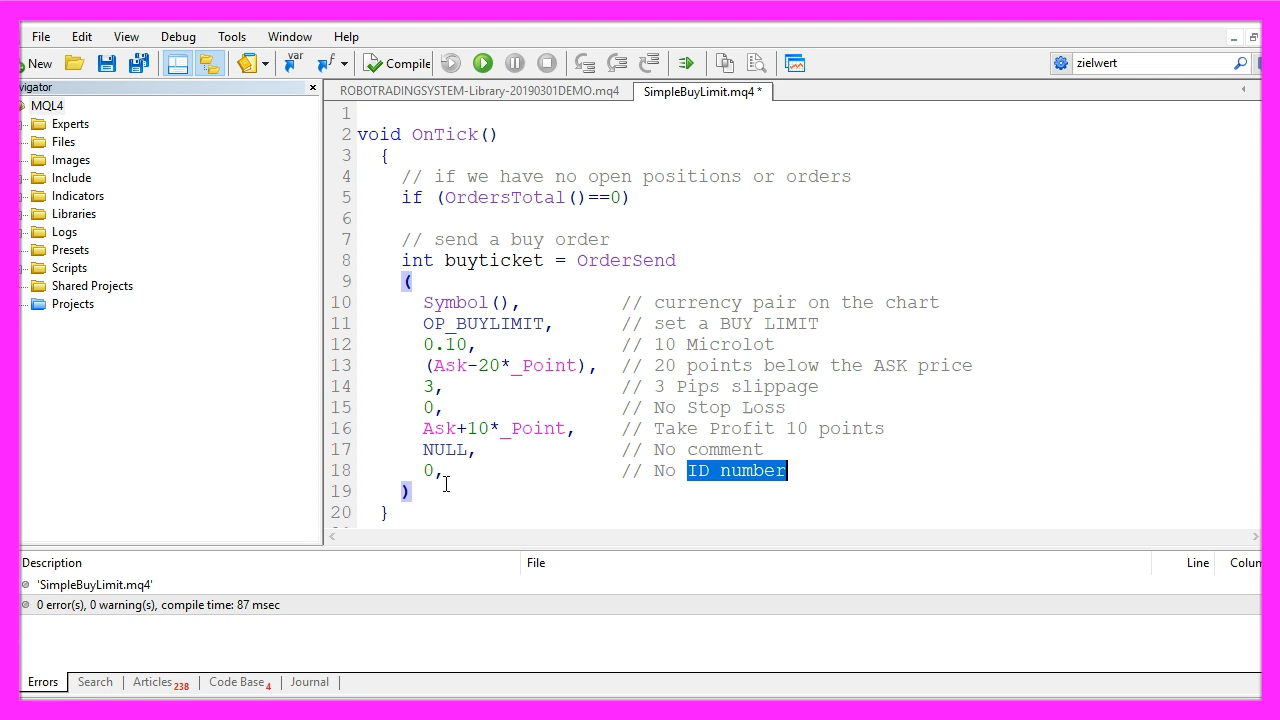 File Edit View Debug Tools Window Help
New Compile zielwert
vigator
ROBOTRADINGSYSTEM-Library-20190301DEMO.mq4 SimpleBuyLimit.mq4 *
MQL4
Experts
Files
Images
Include
Indicators
Libraries
Logs
Presets
Scripts
Shared Projects
Projects
1
2 void OnTick()
3 {
4 // if we have no open positions or orders
5 if (OrdersTotal()==0)
6
7 // send a buy order
8 int buyticket = OrderSend
9 (
10 Symbol(), // currency pair on the chart
11 OP_BUYLIMIT, // set a BUY LIMIT
12 0.10, // 10 Microlot
13 (Ask-20*_Point), // 20 points below the ASK price
14 3, // 3 Pips slippage
15 0, // No Stop Loss
16 Ask+10*_Point, // Take Profit 10 points
17 NULL, // No comment
18 0, // No ID number
19 )
20 }
Description File Line Colun
'SimpleBuyLimit.mq4'
0 error(s), 0 warning(s), compile time: 87 msec
Errors Search Articles 238 Code Base 4 Journal